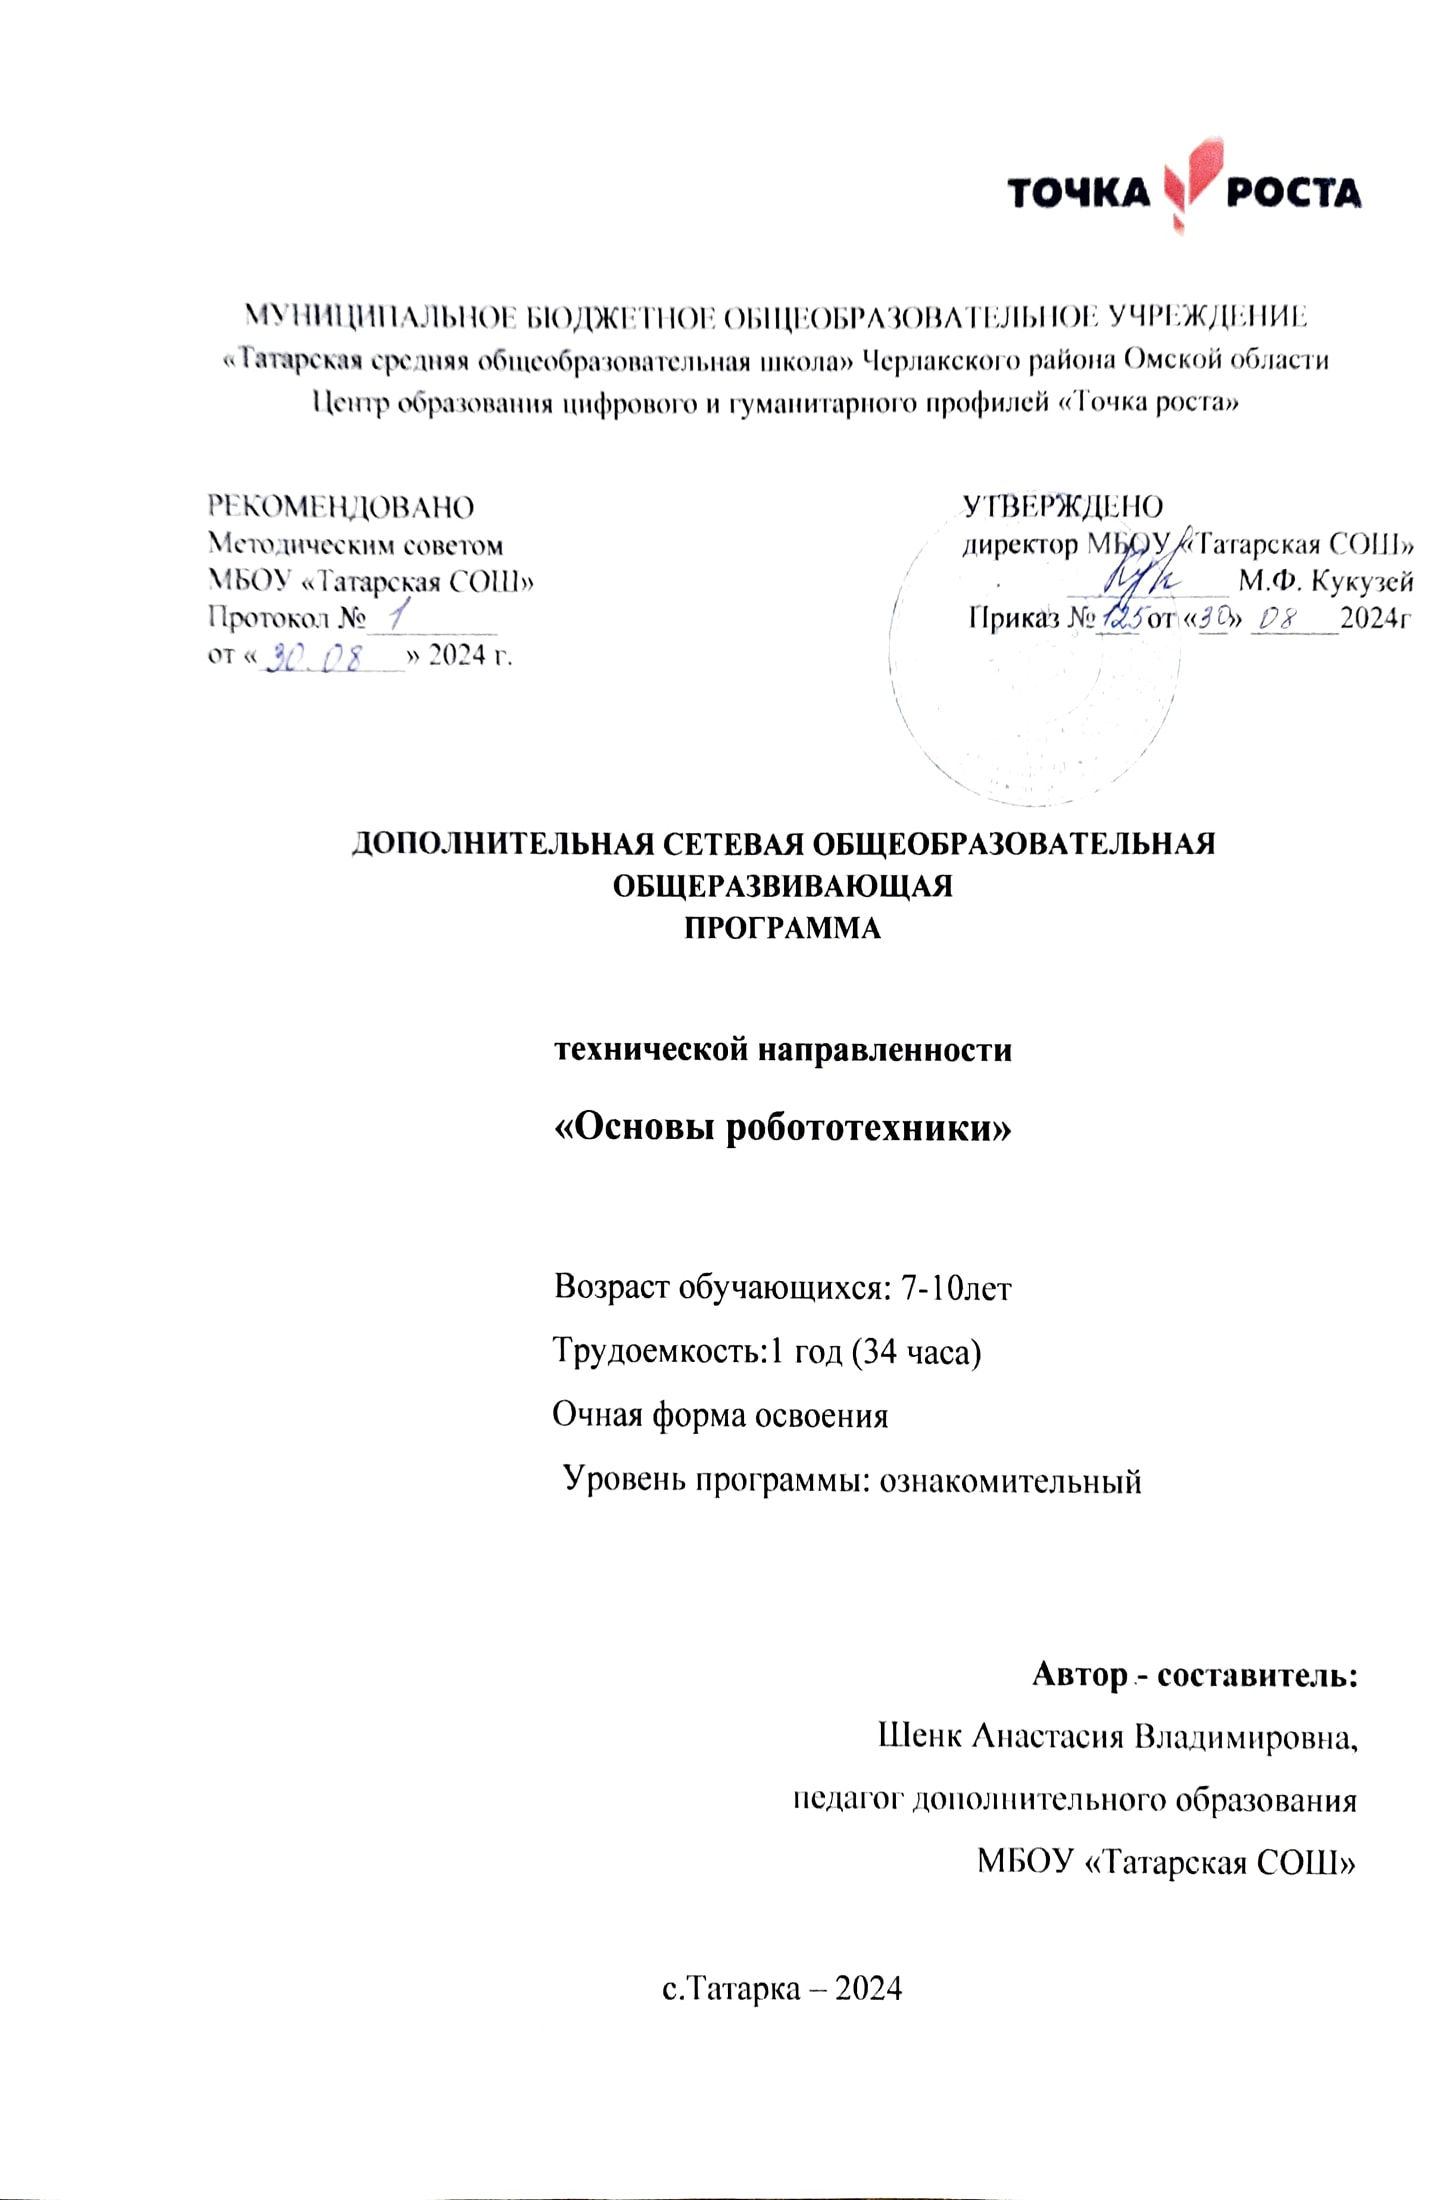 ТОЧКА РОСТА
МУНИЦИПАЛЬНОЕ БЮДЖЕТНОЕ ОБЩЕОБРАЗОВАТЕЛЬНОЕ УЧРЕЖДЕНИЕ
«Татарская средняя общеобразовательная школа» Черлакского района Омской области
Центр образования цифрового и гуманитарного профилей «Точка роста»
РЕКОМЕНДОВАНО
Методическим советом
МБОУ «Татарская СОШ»
Протокол № 1
от «30.08» 2024 г.
УТВЕРЖДЕНО
директор МБОУ «Татарская СОШ»
М.Ф. Кукузей
Приказ № 125 от «30» 08 2024г
ДОПОЛНИТЕЛЬНАЯ СЕТЕВАЯ ОБЩЕОБРАЗОВАТЕЛЬНАЯ
ОБЩЕРАЗВИВАЮЩАЯ
ПРОГРАММА
технической направленности
«Основы робототехники»
Возраст обучающихся: 7-10лет
Трудоемкость:1 год (34 часа)
Очная форма освоения
Уровень программы: ознакомительный
Автор - составитель:
Шенк Анастасия Владимировна,
педагог дополнительного образования
МБОУ «Татарская СОШ»
с.Татарка – 2024